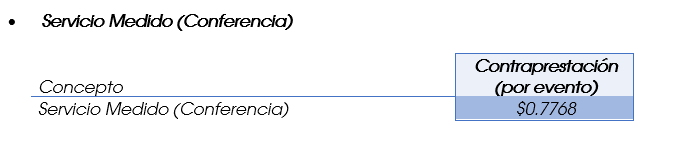 • Servicio Medido (Conferencia)
Contraprestación
Concepto (por evento)
Servicio Medido (Conferencia) $0.7768